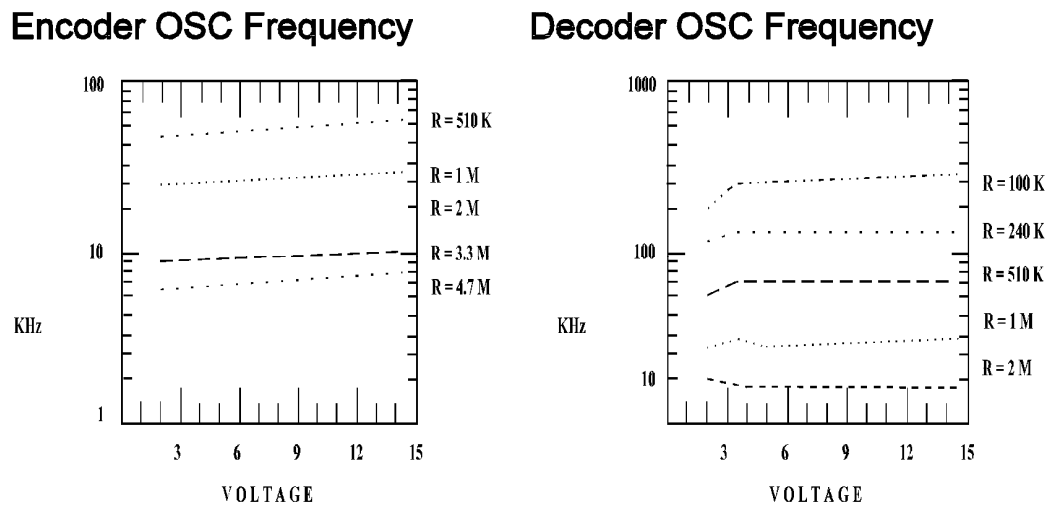 Encoder OSC Frequency
100
10
KHz
1
R = 510 K
R = 1 M
R = 2 M
R = 3.3 M
R = 4.7 M
3 6 9 12 15
VOLTAGE
Decoder OSC Frequency
1000
100
KHz
10
R = 100 K
R = 240 K
R = 510 K
R = 1 M
R = 2 M
3 6 9 12 15
VOLTAGE